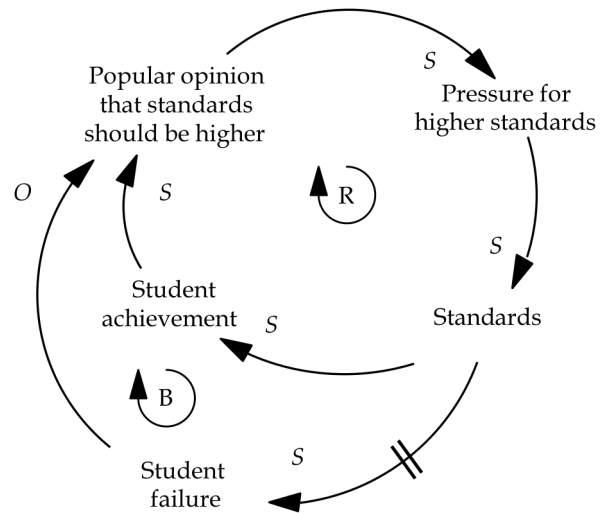 S
Popular opinion
that standards
should be higher
Pressure for
higher standards
O
S
R
S
Student
achievement
S
Standards
B
S
Student
failure